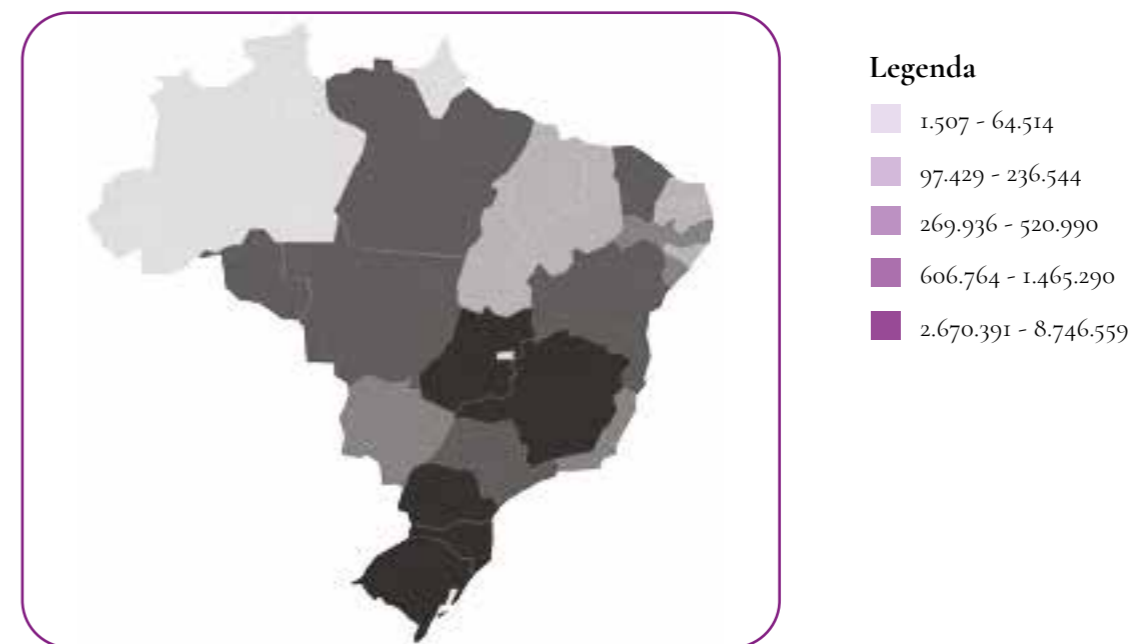 Legenda
1.507 - 64.514
97.429 - 236.544
269.936 - 520.990
606.764 - 1.465.290
2.670.391 - 8.746.559